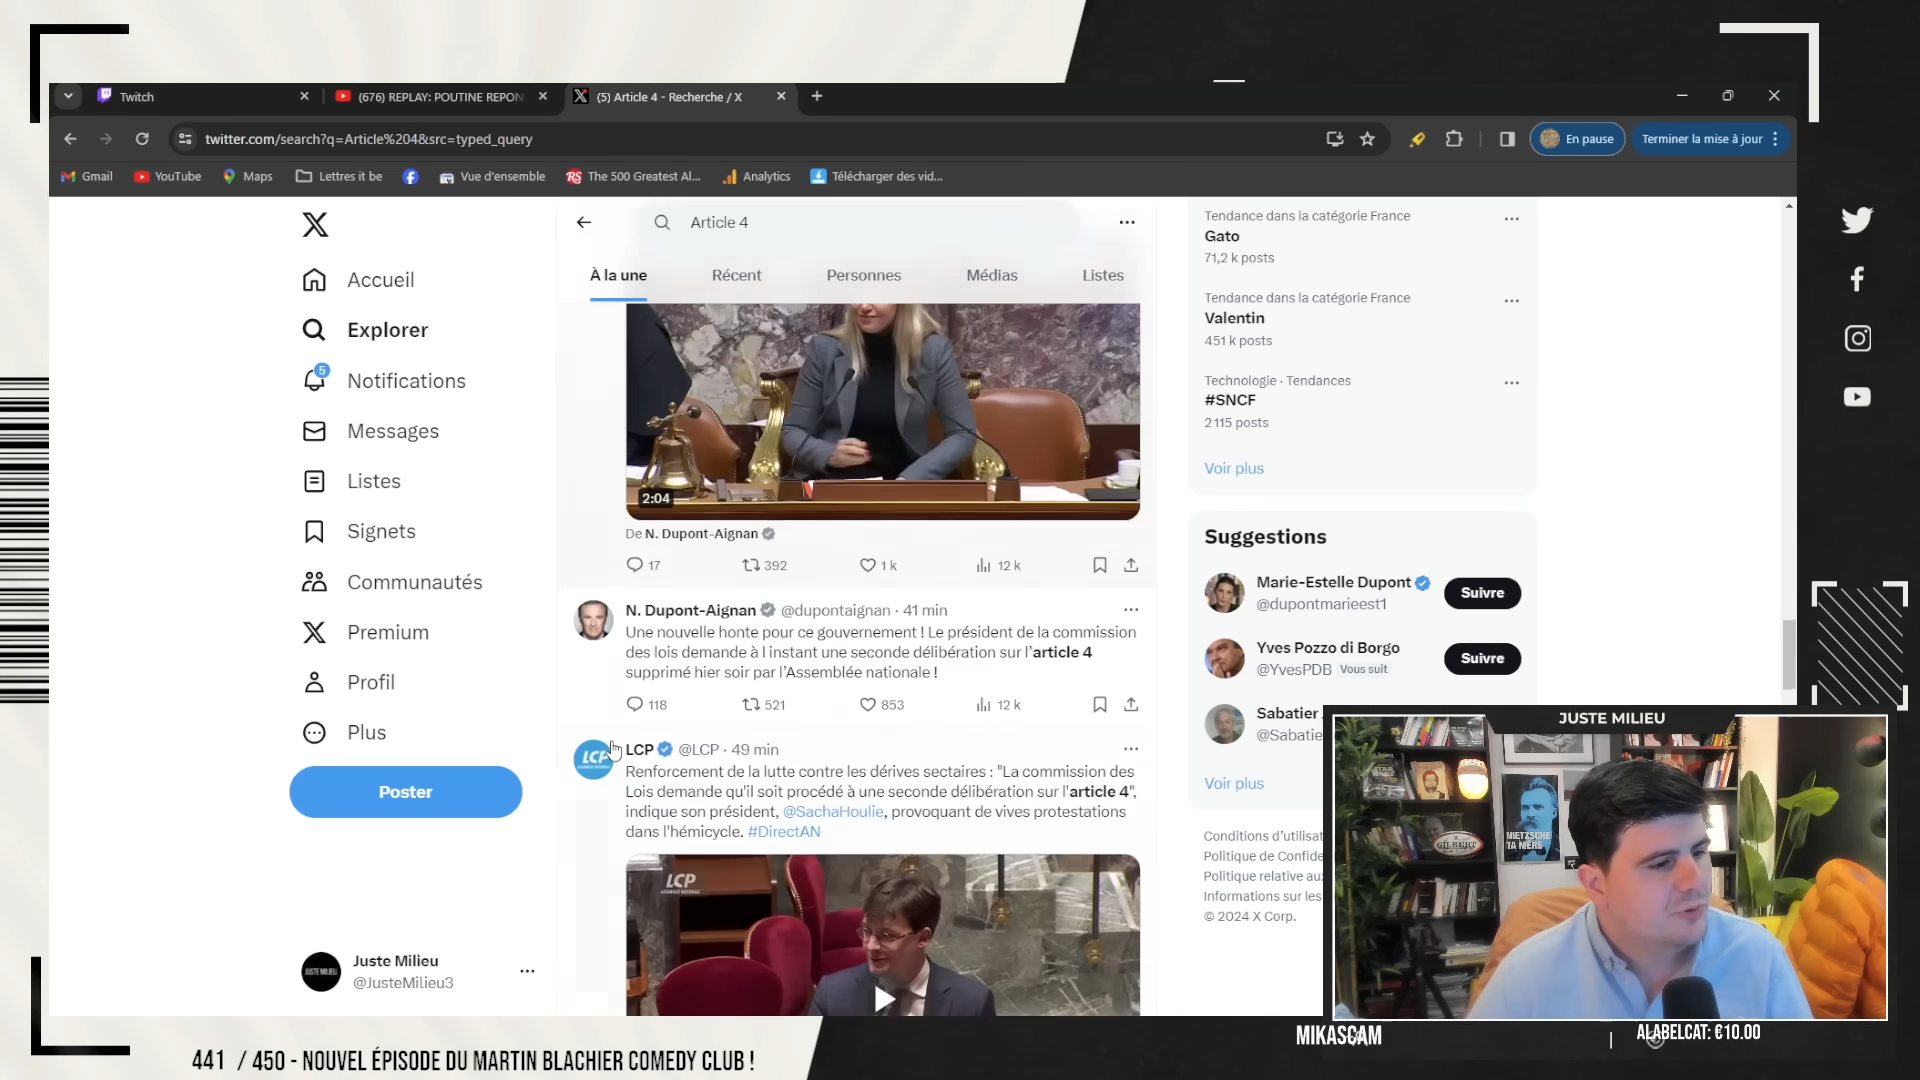 Twitch
(676) REPLAY: POUTINE REPON
(5) Article 4 - Recherche / X
twitter.com/search?q=Article%204&src=typed_query
En pause
Terminer la mise à jour
Gmail
YouTube
Maps
Lettres it be
Vue d'ensemble
The 500 Greatest Al...
Analytics
Télécharger des vid...
Accueil
Explorer
5
Notifications
Messages
Listes
Signets
Communautés
Premium
Profil
Plus
Poster
JUSTE MILIEU
Juste Milieu
@JusteMilieu3
Article 4
À la une
Récent
Personnes
Médias
Listes
2:04
De N. Dupont-Aignan
17
392
1 k
12 k
N. Dupont-Aignan @dupontaignan · 41 min
Une nouvelle honte pour ce gouvernement ! Le président de la commission
des lois demande à l instant une seconde délibération sur l'article 4
supprimé hier soir par l'Assemblée nationale !
118
521
853
12 k
LCP
LCP @LCP · 49 min
Renforcement de la lutte contre les dérives sectaires : "La commission des
Lois demande qu'il soit procédé à une seconde délibération sur l'article 4",
indique son président, @SachaHoulie, provoquant de vives protestations
dans l'hémicycle. #DirectAN
LCP
Tendance dans la catégorie France
Gato
71,2 k posts
Tendance dans la catégorie France
Valentin
451 k posts
Technologie · Tendances
#SNCF
2 115 posts
Voir plus
Suggestions
Marie-Estelle Dupont
@dupontmarieest1
Suivre
Yves Pozzo di Borgo
@YvesPDB Vous suit
Suivre
Sabatier
@Sabatie
Voir plus
Conditions d'utilisat
Politique de Confide
Politique relative au
Informations sur les
© 2024 X Corp.
JUSTE MILIEU
STAR WARS
GILBERT
NIETZSCHE
TA MÈRE
MIKASCAM
ALABELCAT: €10.00
441 / 450 - NOUVEL ÉPISODE DU MARTIN BLACHIER COMEDY CLUB !